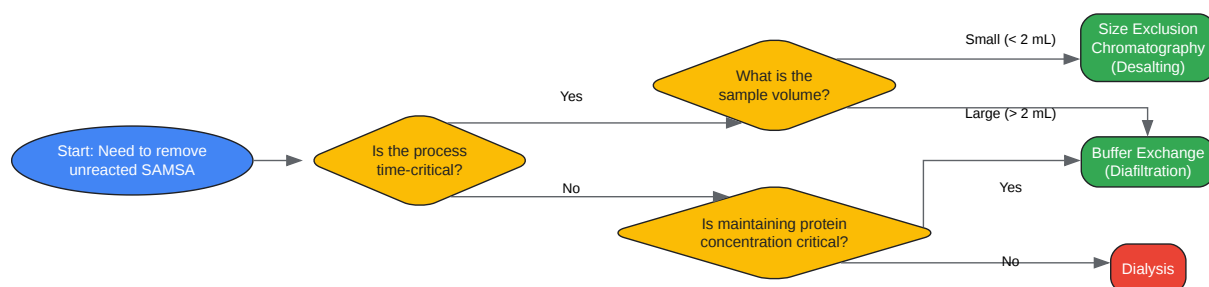 Start: Need to remove
unreacted SAMSA
Is the process
time-critical?
Yes
No
What is the
sample volume?
Is maintaining protein
concentration critical?
Small (< 2 mL)
Large (> 2 mL)
Yes
No
Size Exclusion
Chromatography
(Desalting)
Buffer Exchange
(Diafiltration)
Dialysis